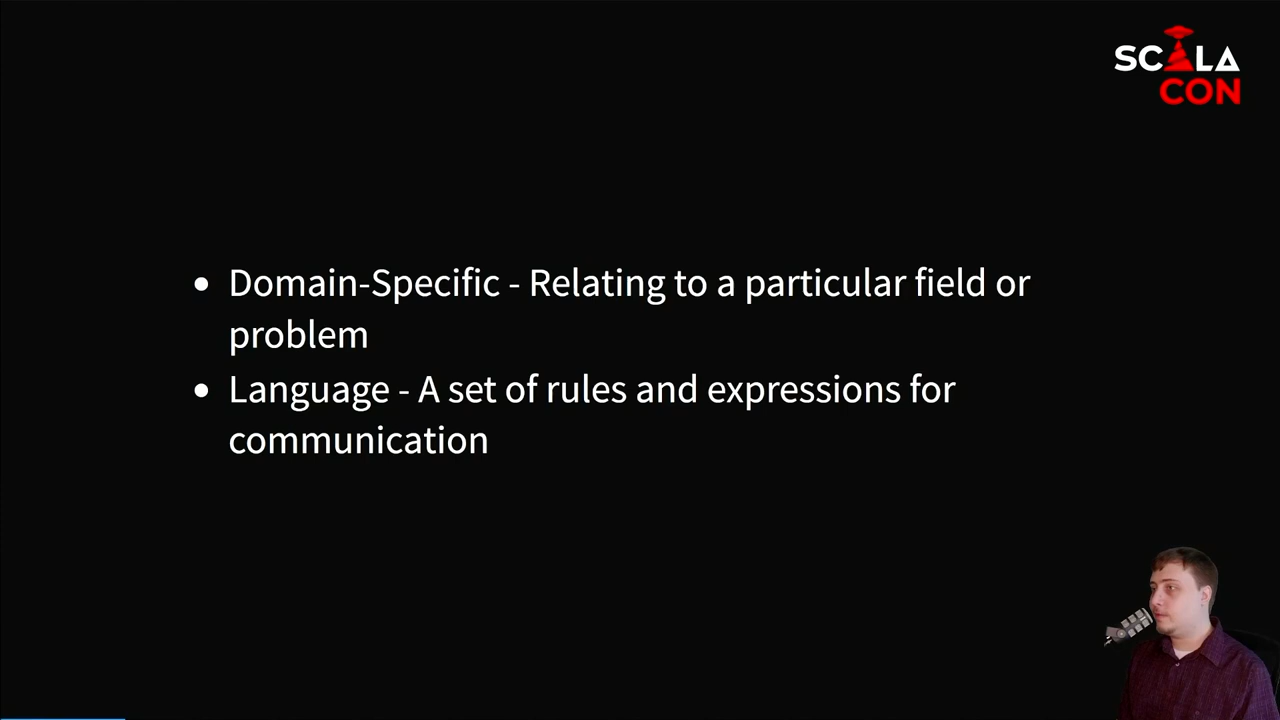 SCALA
CON
• Domain-Specific - Relating to a particular field or
problem
• Language - A set of rules and expressions for
communication